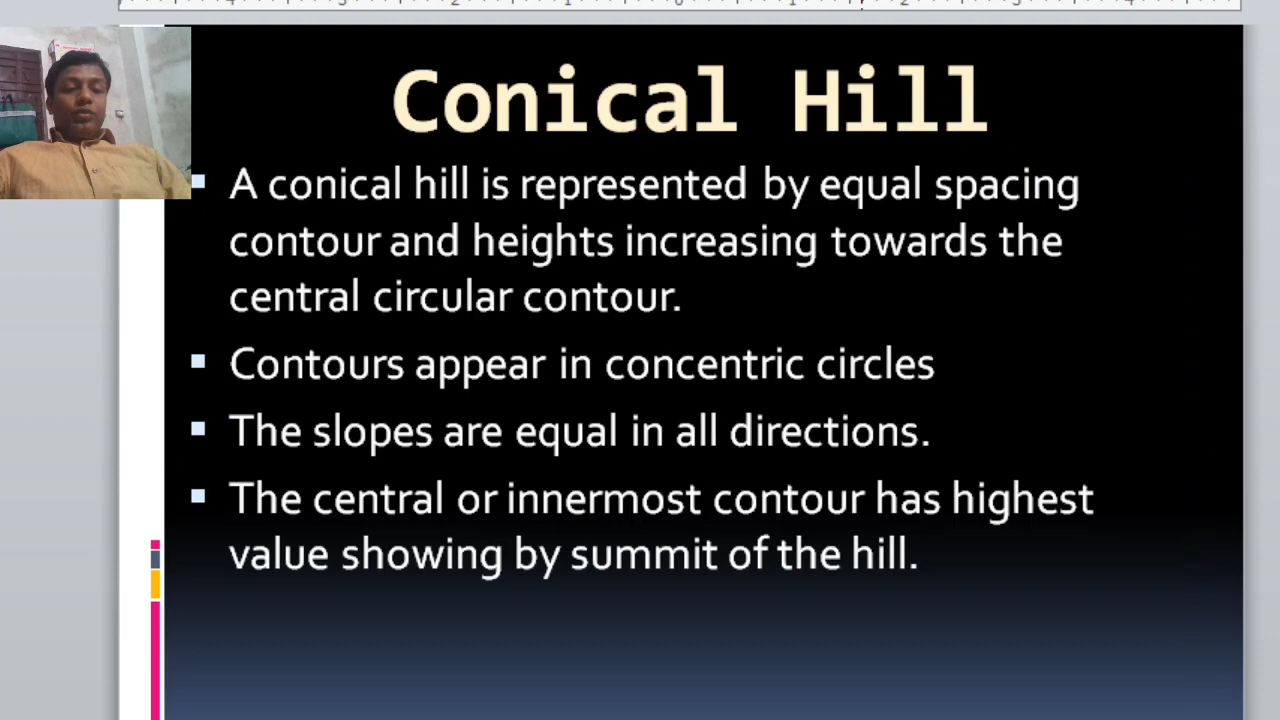 Conical Hill
A conical hill is represented by equal spacing
contour and heights increasing towards the
central circular contour.
Contours appear in concentric circles
The slopes are equal in all directions.
The central or innermost contour has highest
value showing by summit of the hill.